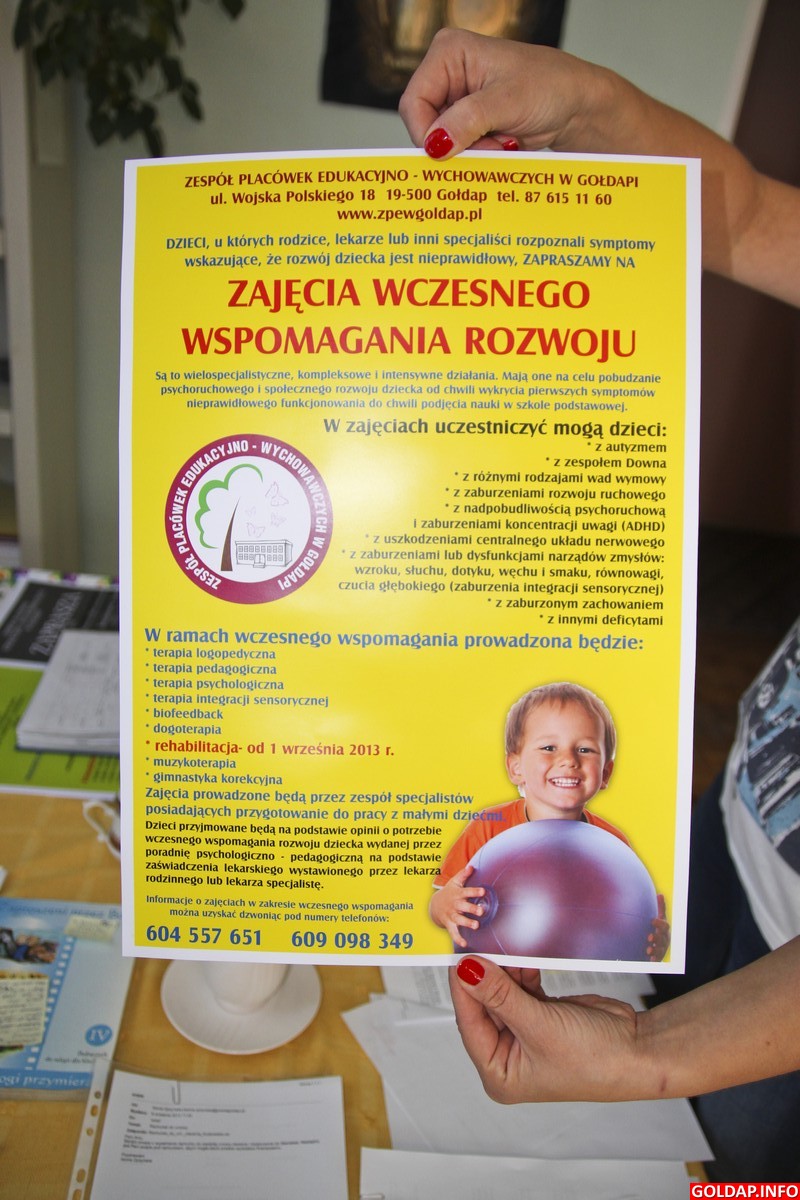 ZESPÓŁ PLACÓWEK EDUKACYJNO - WYCHOWAWCZYCH W GOŁDAPI
ul. Wojska Polskiego 18 19-500 Gołdap tel. 87 615 11 60
www.zpewgoldap.pl
DZIECI, u których rodzice, lekarze lub inni specjaliści rozpoznali symptomy
wskazujące, że rozwój dziecka jest nieprawidłowy, ZAPRASZAMY NA
ZAJĘCIA WCZESNEGO
WSPOMAGANIA ROZWOJU
Są to wielospecjalistyczne, kompleksowe i intensywne działania. Mają one na celu pobudzanie
psychoruchowego i społecznego rozwoju dziecka od chwili wykrycia pierwszych symptomów
nieprawidłowego funkcjonowania do chwili podjęcia nauki w szkole podstawowej.
W zajęciach uczestniczyć mogą dzieci:
* z autyzmem
* z zespołem Downa
* z różnymi rodzajami wad wymowy
* z zaburzeniami rozwoju ruchowego
* z nadpobudliwością psychoruchową
i zaburzeniami koncentracji uwagi (ADHD)
* z uszkodzeniami centralnego układu nerwowego
* z zaburzeniami lub dysfunkcjami narządów zmysłów:
wzroku, słuchu, dotyku, węchu i smaku, równowagi,
czucia głębokiego (zaburzenia integracji sensorycznej)
* z zaburzonym zachowaniem
* z innymi deficytami
ZESPÓŁ PLACÓWEK EDUKACYJNO - WYCHOWAWCZYCH W GOŁDAPI
W ramach wczesnego wspomagania prowadzona będzie:
* terapia logopedyczna
* terapia pedagogiczna
* terapia psychologiczna
* terapia integracji sensorycznej
* biofeedback
* dogoterapia
* rehabilitacja- od 1 września 2013 r.
* muzykoterapia
* gimnastyka korekcyjna
Zajęcia prowadzone będą przez zespół specjalistów
posiadających przygotowanie do pracy z małymi dziećmi.
Dzieci przyjmowane będą na podstawie opinii o potrzebie
wczesnego wspomagania rozwoju dziecka wydanej przez
poradnię psychologiczno - pedagogiczną na podstawie
zaświadczenia lekarskiego wystawionego przez lekarza
rodzinnego lub lekarza specjalistę.
Informacje o zajęciach w zakresie wczesnego wspomagania
można uzyskać dzwoniąc pod numery telefonów:
604 557 651 609 098 349
IV
GOLDAP.INFO